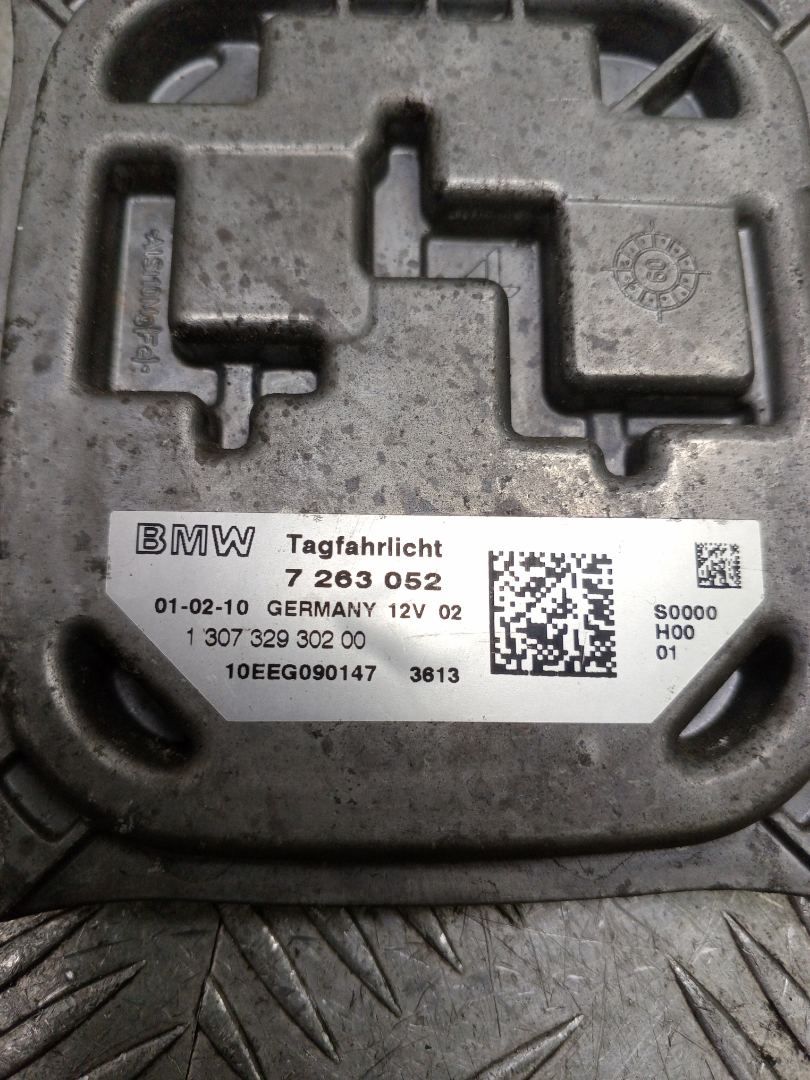 BMW Tagfahrlicht
7 263 052
01-02-10 GERMANY 12V 02
1 307 329 302 00
10EEG090147 3613
S0000
H00
01